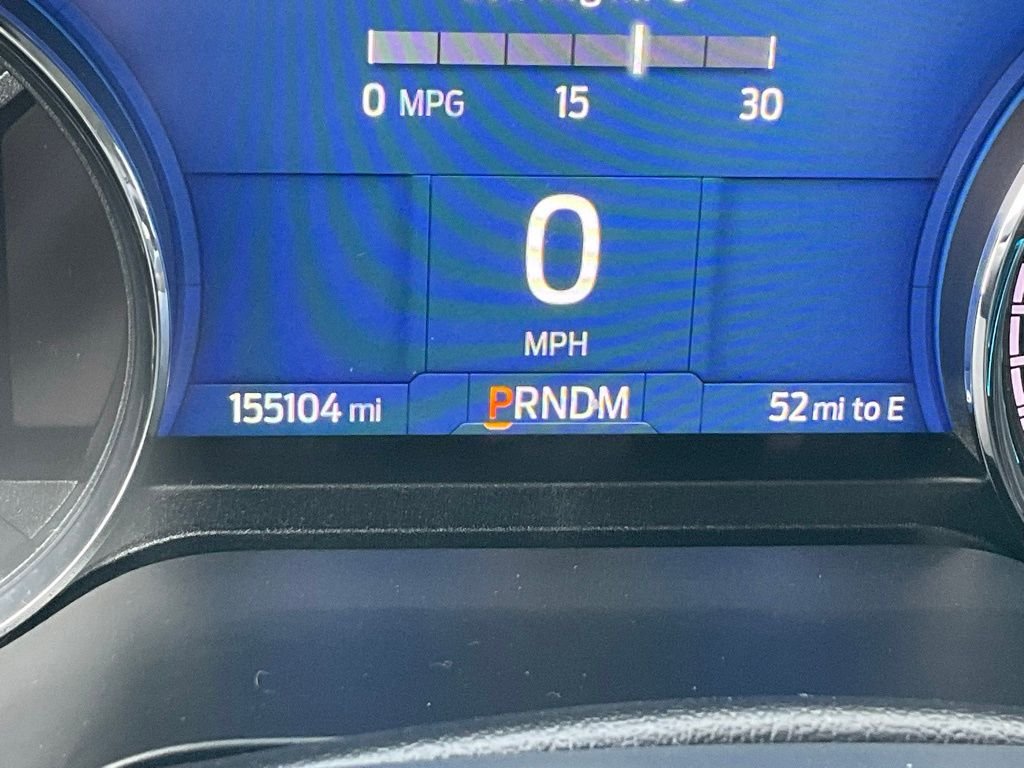 0 MPG 15 30
0
MPH
155104 mi PRNDM 52 mi to E